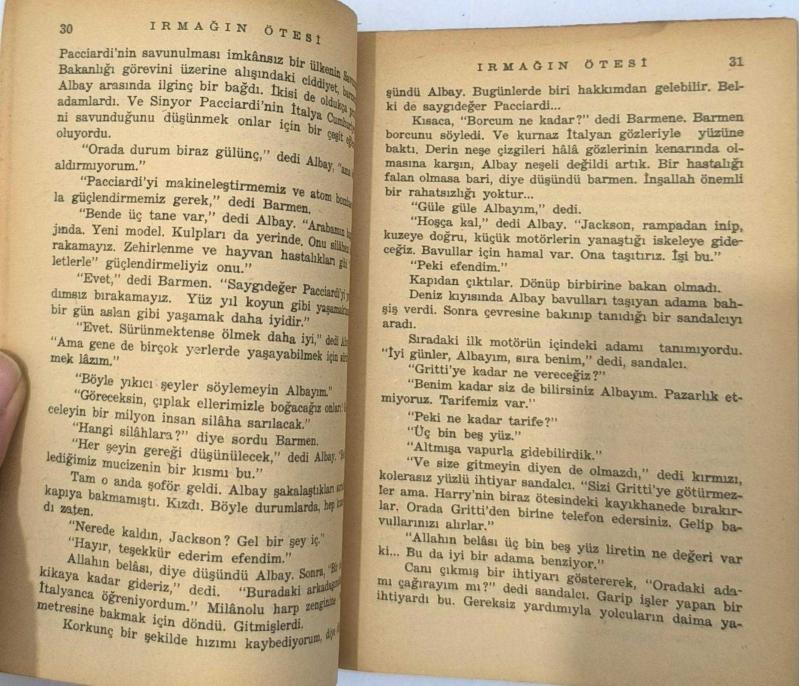 30 IRMAĞIN ÖTESİ
Pacciardi'nin savunulması imkânsız bir ülkenin
Bakanlığı görevini üzerine alışındaki ciddiyet,
Albay arasında ilginç bir bağdı. İkisi de oldukça
adamlardı. Ve Sinyor Pacciardi'nin İtalya
ni savunduğunu düşünmek onlar için bir çeşit
oluyordu.
"Orada durum biraz gülünç," dedi Albay,
aldırmıyorum."
"Pacciardi'yi makineleştirmemiz ve atom
la güçlendirmemiz gerek," dedi Barmen.
"Bende üç tane var," dedi Albay. "Arabamın
jında. Yeni model. Kulpları da yerinde. Onu
rakamayız. Zehirlenme ve hayvan hastalıkları gibi
letlerle" güçlendirmeliyiz onu."
"Evet," dedi Barmen. "Saygıdeğer Pacciardi'yi
dımsız bırakamayız. Yüz yıl koyun gibi
bir gün aslan gibi yaşamak daha iyidir."
"Evet. Sürünmektense ölmek daha iyi," dedi
"Ama gene de birçok yerlerde yaşayabilmek için
mek lâzım."
"Böyle yıkıcı şeyler söylemeyin Albayım."
"Göreceksin, çıplak ellerimizle boğacağız onları
celeyin bir milyon insan silâha sarılacak."
"Hangi silâhlara?" diye sordu Barmen.
"Her şeyin gereği düşünülecek," dedi Albay.
lediğimiz mucizenin bir kısmı bu."
Tam o anda şoför geldi. Albay şakalaştıkları
kapıya bakmamıştı. Kızdı. Böyle durumlarda, hep
dı zaten.
"Nerede kaldın, Jackson? Gel bir şey iç."
"Hayır, teşekkür ederim efendim."
Allahın belâsı, diye düşündü Albay. Sonra,
kikaya kadar gideriz," dedi. "Buradaki
İtalyanca öğreniyordum." Milânolu harp zenginine
metresine bakmak için döndü. Gitmişlerdi.
Korkunç bir şekilde hızımı kaybediyorum, diye
IRMAĞIN ÖTESİ 31
şündü Albay. Bugünlerde biri hakkımdan gelebilir. Bel-
ki de saygıdeğer Pacciardi...
Kısaca, "Borcum ne kadar?" dedi Barmene. Barmen
borcunu söyledi. Ve kurnaz İtalyan gözleriyle yüzüne
baktı. Derin neşe çizgileri hâlâ gözlerinin kenarında ol-
masına karşın, Albay neşeli değildi artık. Bir hastalığı
falan olmasa bari, diye düşündü barmen. İnşallah önemli
bir rahatsızlığı yoktur...
"Güle güle Albayım," dedi.
"Hoşça kal," dedi Albay. "Jackson, rampadan inip,
kuzeye doğru, küçük motörlerin yanaştığı iskeleye gide-
ceğiz. Bavullar için hamal var. Ona taşıtırız. İşi bu."
"Peki efendim."
Kapıdan çıktılar. Dönüp birbirine bakan olmadı.
Deniz kıyısında Albay bavulları taşıyan adama bah-
şiş verdi. Sonra çevresine bakınıp tanıdığı bir sandalcıyı
aradı.
Sıradaki ilk motörün içindeki adamı tanımıyordu.
"İyi günler, Albayım, sıra benim," dedi, sandalcı.
"Gritti'ye kadar ne vereceğiz?"
"Benim kadar siz de bilirsiniz Albayım. Pazarlık et-
miyoruz. Tarifemiz var."
"Peki ne kadar tarife?"
"Üç bin beş yüz."
"Altmışa vapurla gidebilirdik."
"Ve size gitmeyin diyen de olmazdı," dedi kırmızı,
kolerasız yüzlü ihtiyar sandalcı. "Sizi Gritti'ye götürmez-
ler ama. Harry'nin biraz ötesindeki kayıkhanede bırakır-
lar. Orada Gritti'den birine telefon edersiniz. Gelip ba-
vullarınızı alırlar."
"Allahın belâsı üç bin beş yüz liretin ne değeri var
ki... Bu da iyi bir adama benziyor."
Canı çıkmış bir ihtiyarı göstererek, "Oradaki ada-
mı çağırayım mı?" dedi sandalcı. Garip işler yapan bir
ihtiyardı bu. Gereksiz yardımıyla yolcuların daima ya-